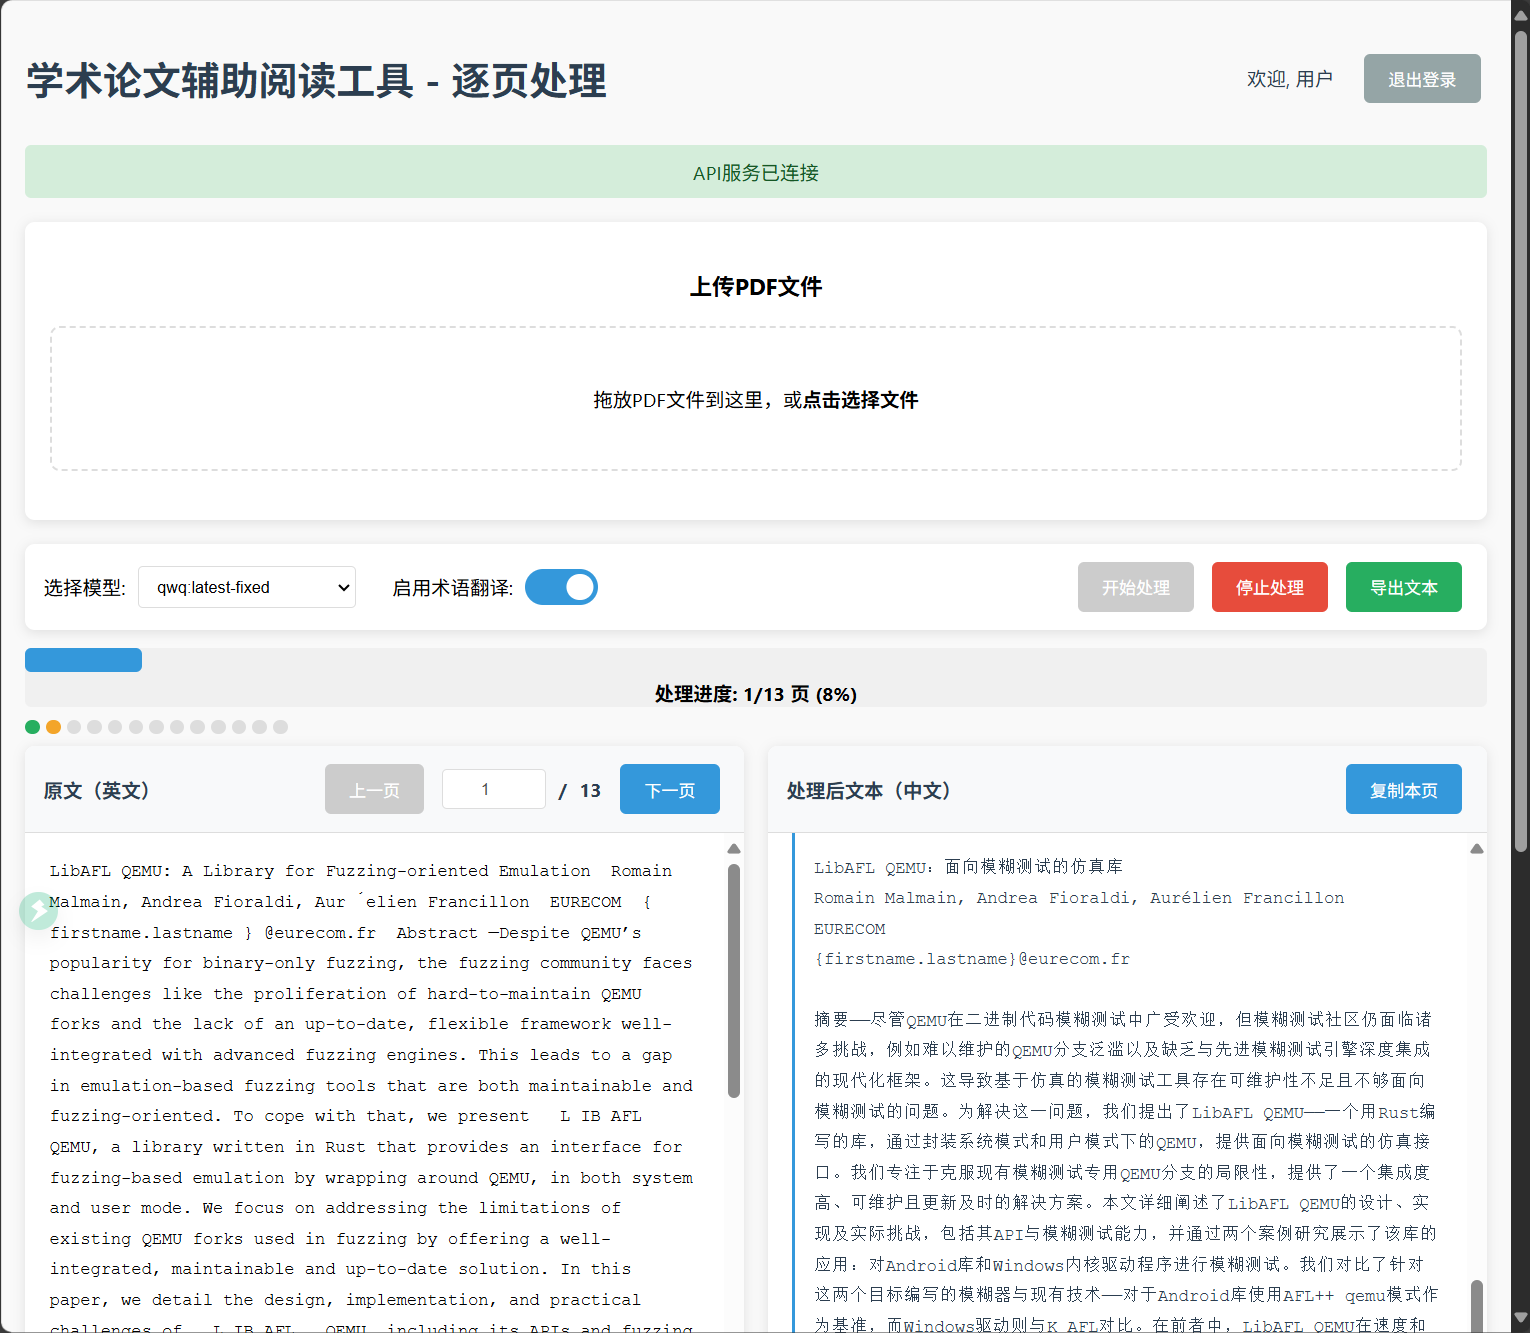 学术论文辅助阅读工具 - 逐页处理
欢迎, 用户
退出登录
API服务已连接
上传PDF文件
拖放PDF文件到这里，或点击选择文件
选择模型:
qwq:latest-fixed
启用术语翻译:
开始处理
停止处理
导出文本
处理进度: 1/13 页 (8%)
原文（英文）
上一页
1
/ 13
下一页
LibAFL QEMU: A Library for Fuzzing-oriented Emulation  Romain
Malmain, Andrea Fioraldi, Aur ´elien Francillon  EURECOM  {
firstname.lastname } @eurecom.fr  Abstract —Despite QEMU’s
popularity for binary-only fuzzing, the fuzzing community faces
challenges like the proliferation of hard-to-maintain QEMU
forks and the lack of an up-to-date, flexible framework well-
integrated with advanced fuzzing engines. This leads to a gap
in emulation-based fuzzing tools that are both maintainable and
fuzzing-oriented. To cope with that, we present   L IB AFL
QEMU, a library written in Rust that provides an interface for
fuzzing-based emulation by wrapping around QEMU, in both system
and user mode. We focus on addressing the limitations of
existing QEMU forks used in fuzzing by offering a well-
integrated, maintainable and up-to-date solution. In this
paper, we detail the design, implementation, and practical
challenges of   L IB AFL   QEMU, including its APIs and fuzzing
处理后文本（中文）
复制本页
LibAFL QEMU：面向模糊测试的仿真库
Romain Malmain, Andrea Fioraldi, Aurélien Francillon
EURECOM
{firstname.lastname}@eurecom.fr
摘要——尽管QEMU在二进制代码模糊测试中广受欢迎，但模糊测试社区仍面临诸
多挑战，例如难以维护的QEMU分支泛滥以及缺乏与先进模糊测试引擎深度集成
的现代化框架。这导致基于仿真的模糊测试工具存在可维护性不足且不够面向
模糊测试的问题。为解决这一问题，我们提出了LibAFL QEMU——一个用Rust编
写的库，通过封装系统模式和用户模式下的QEMU，提供面向模糊测试的仿真接
口。我们专注于克服现有模糊测试专用QEMU分支的局限性，提供了一个集成度
高、可维护且更新及时的解决方案。本文详细阐述了LibAFL QEMU的设计、实
现及实际挑战，包括其API与模糊测试能力，并通过两个案例研究展示了该库的
应用：对Android库和Windows内核驱动程序进行模糊测试。我们对比了针对
这两个目标编写的模糊器与现有技术——对于Android库使用AFL++ qemu模式作
为基准，而Windows驱动则与K AFL对比。在前者中，LibAFL QEMU在速度和